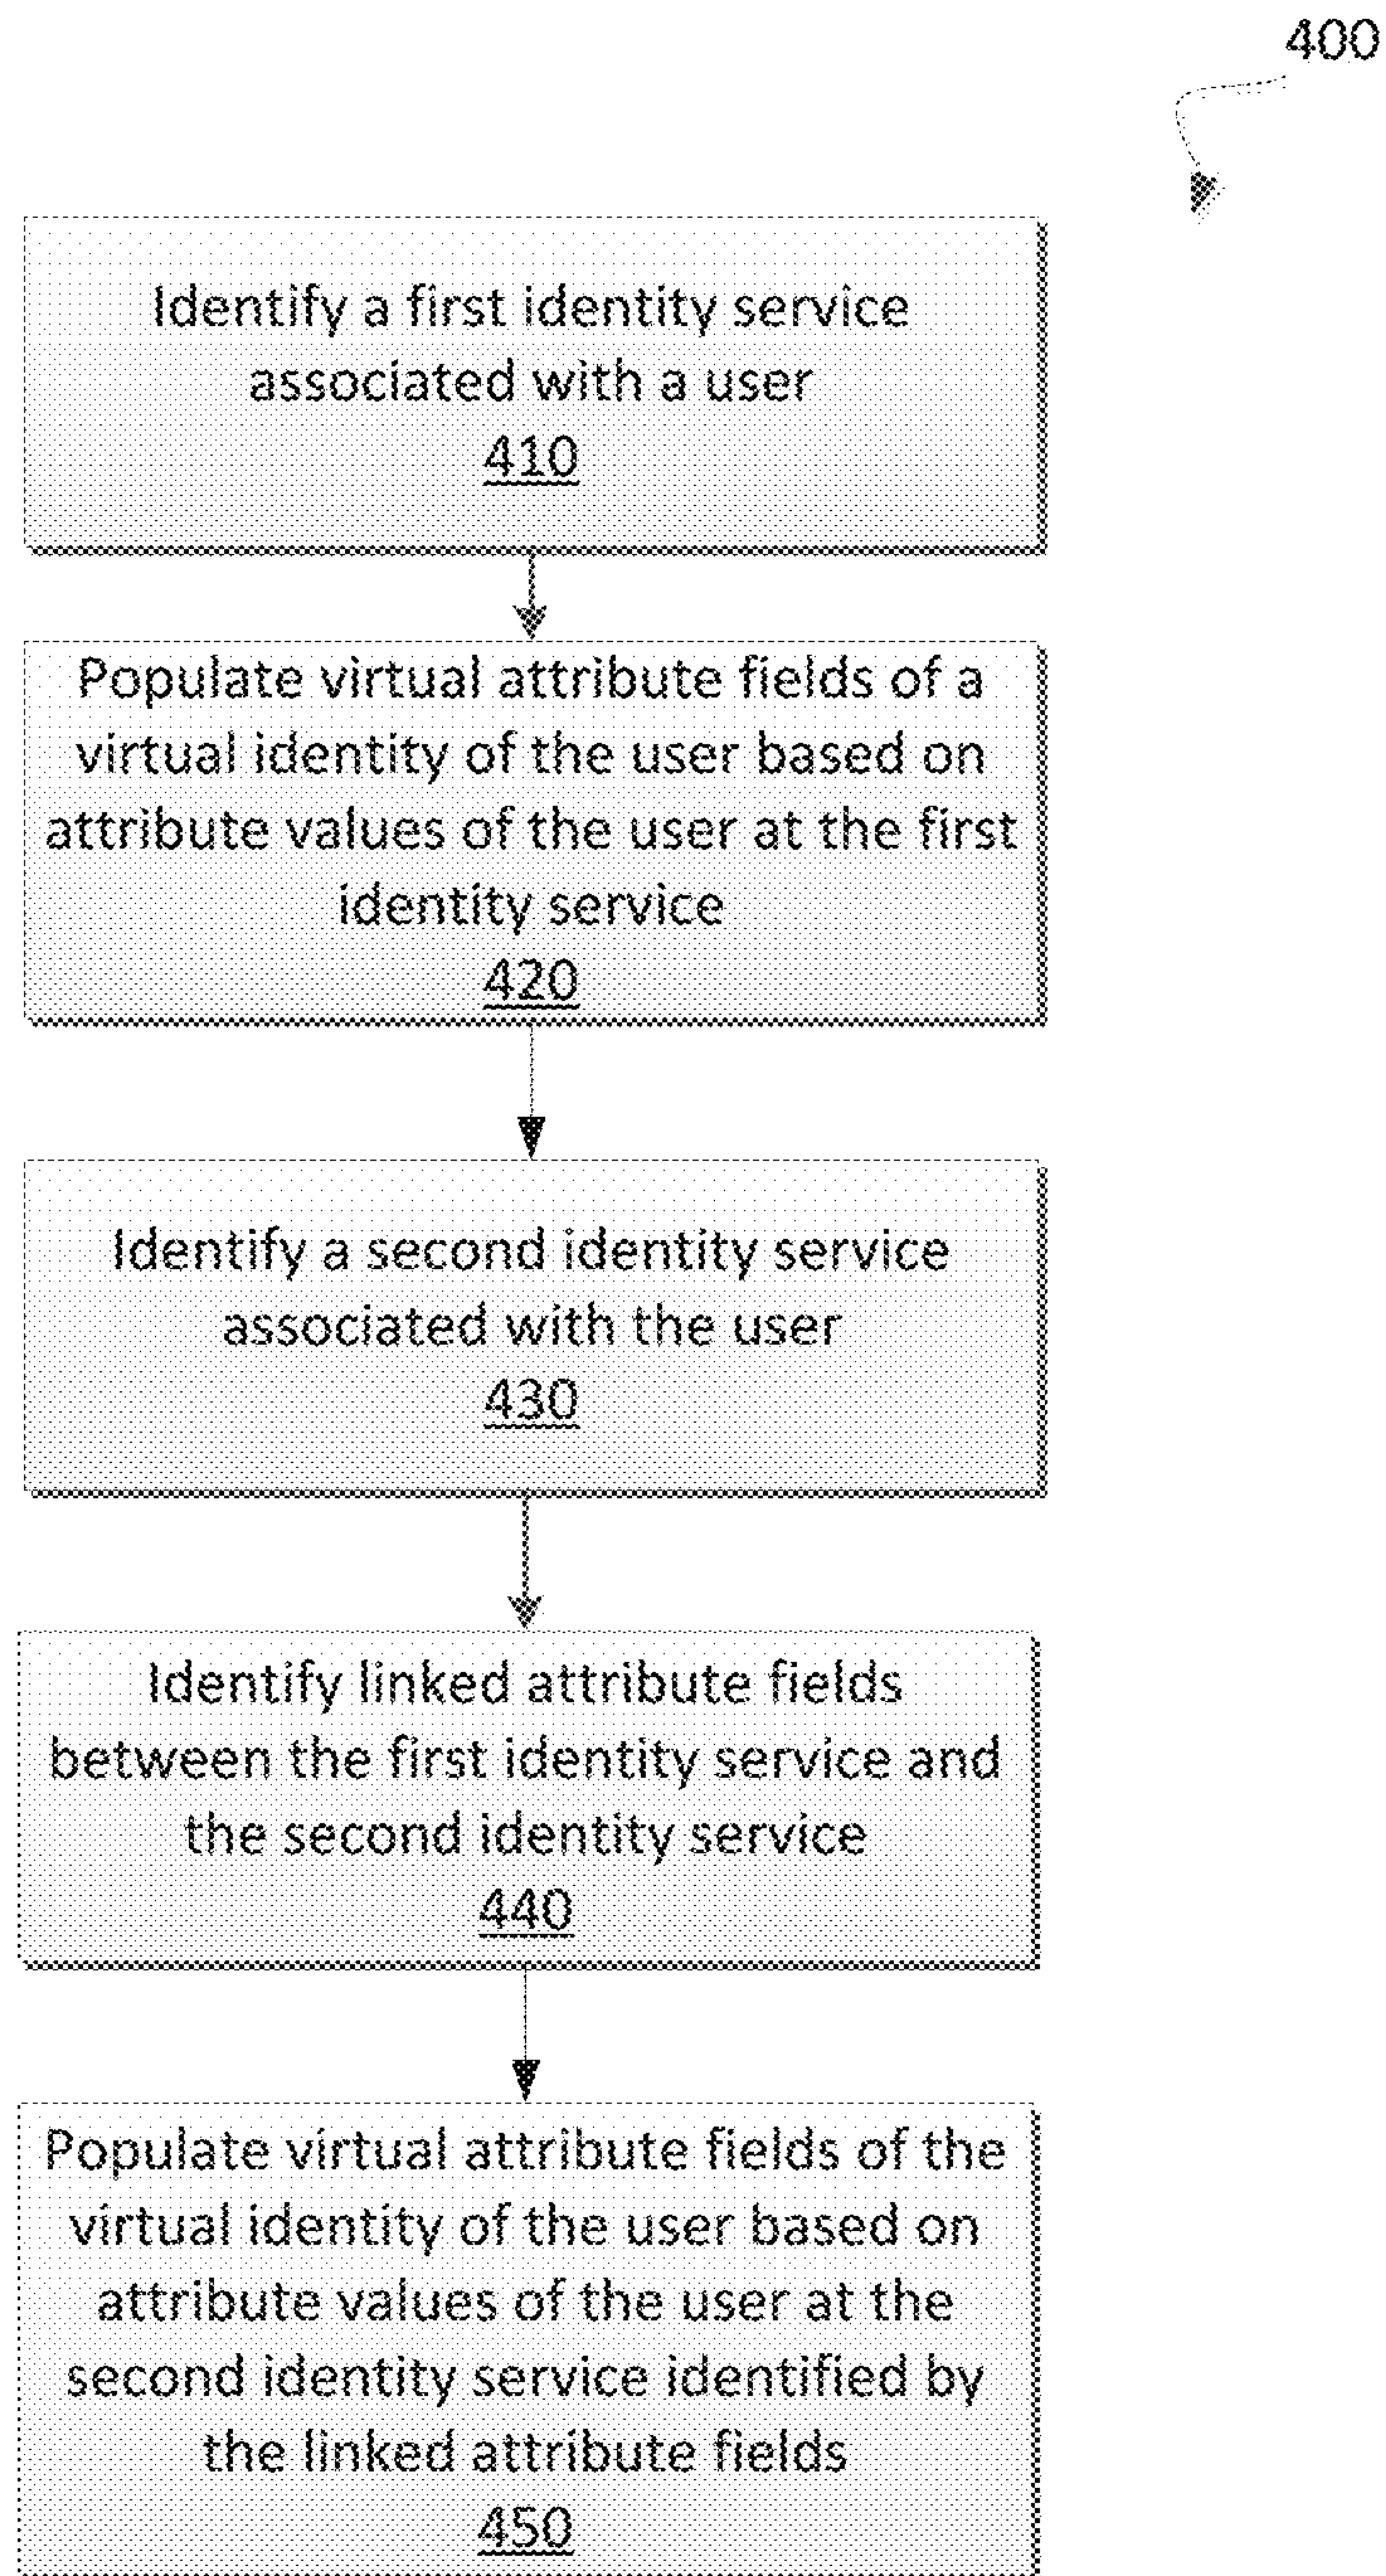 400
Identify a first identity service
associated with a user
410
Populate virtual attribute fields of a
virtual identity of the user based on
attribute values of the user at the first
identity service
420
Identify a second identity service
associated with the user
430
Identify linked attribute fields
between the first identity service and
the second identity service
440
Populate virtual attribute fields of the
virtual identity of the user based on
attribute values of the user at the
second identity service identified by
the linked attribute fields
450